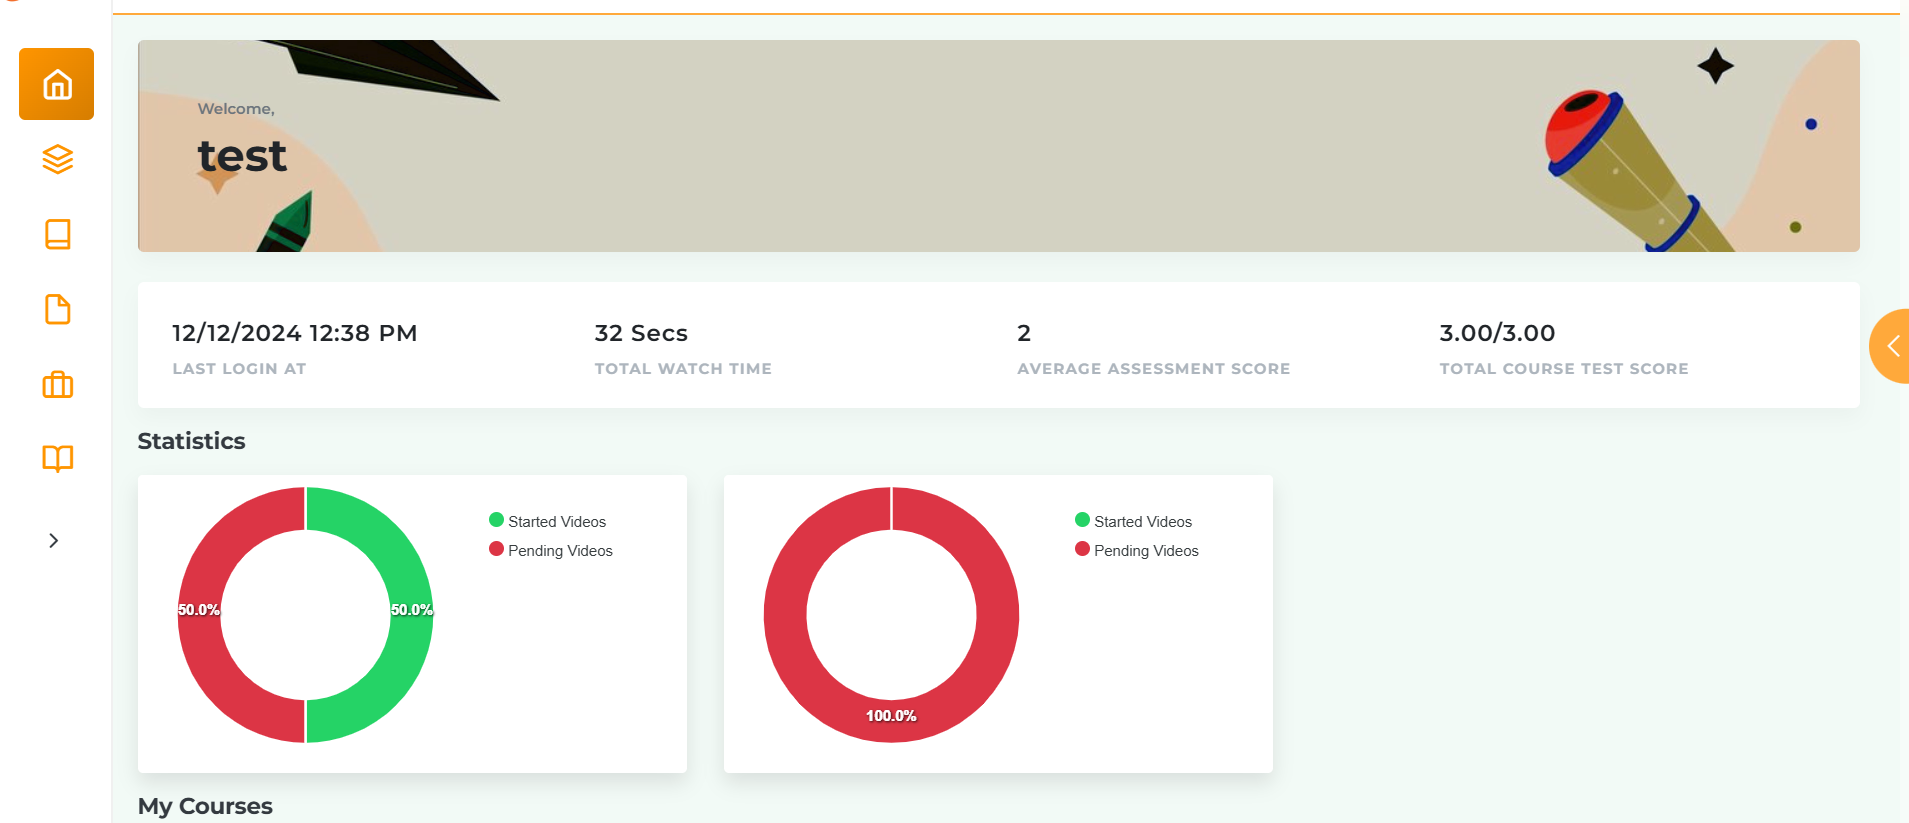 Welcome,
test
12/12/2024 12:38 PM
LAST LOGIN AT
32 Secs
TOTAL WATCH TIME
2
AVERAGE ASSESSMENT SCORE
3.00/3.00
TOTAL COURSE TEST SCORE
Statistics
50.0%
50.0%
Started Videos
Pending Videos
100.0%
Started Videos
Pending Videos
My Courses